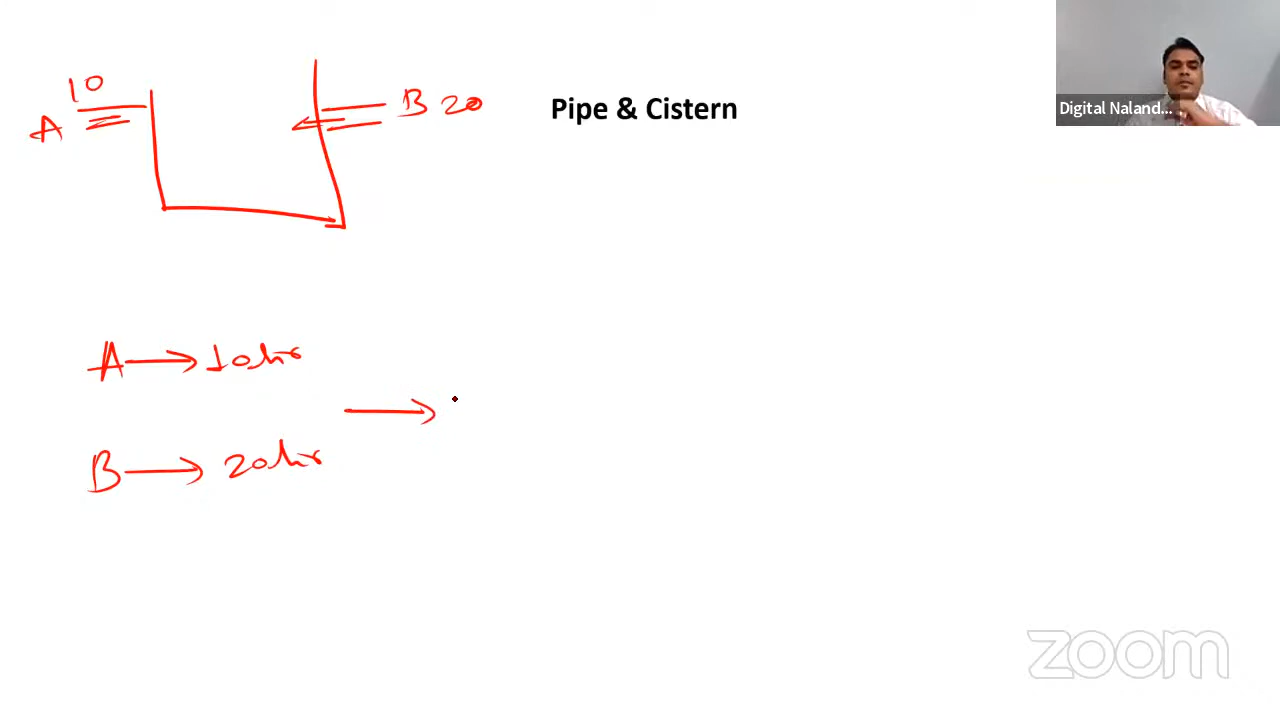 10
A
B 20
Pipe & Cistern
Digital Naland...
A → 10hr
B → 20hr
zoom